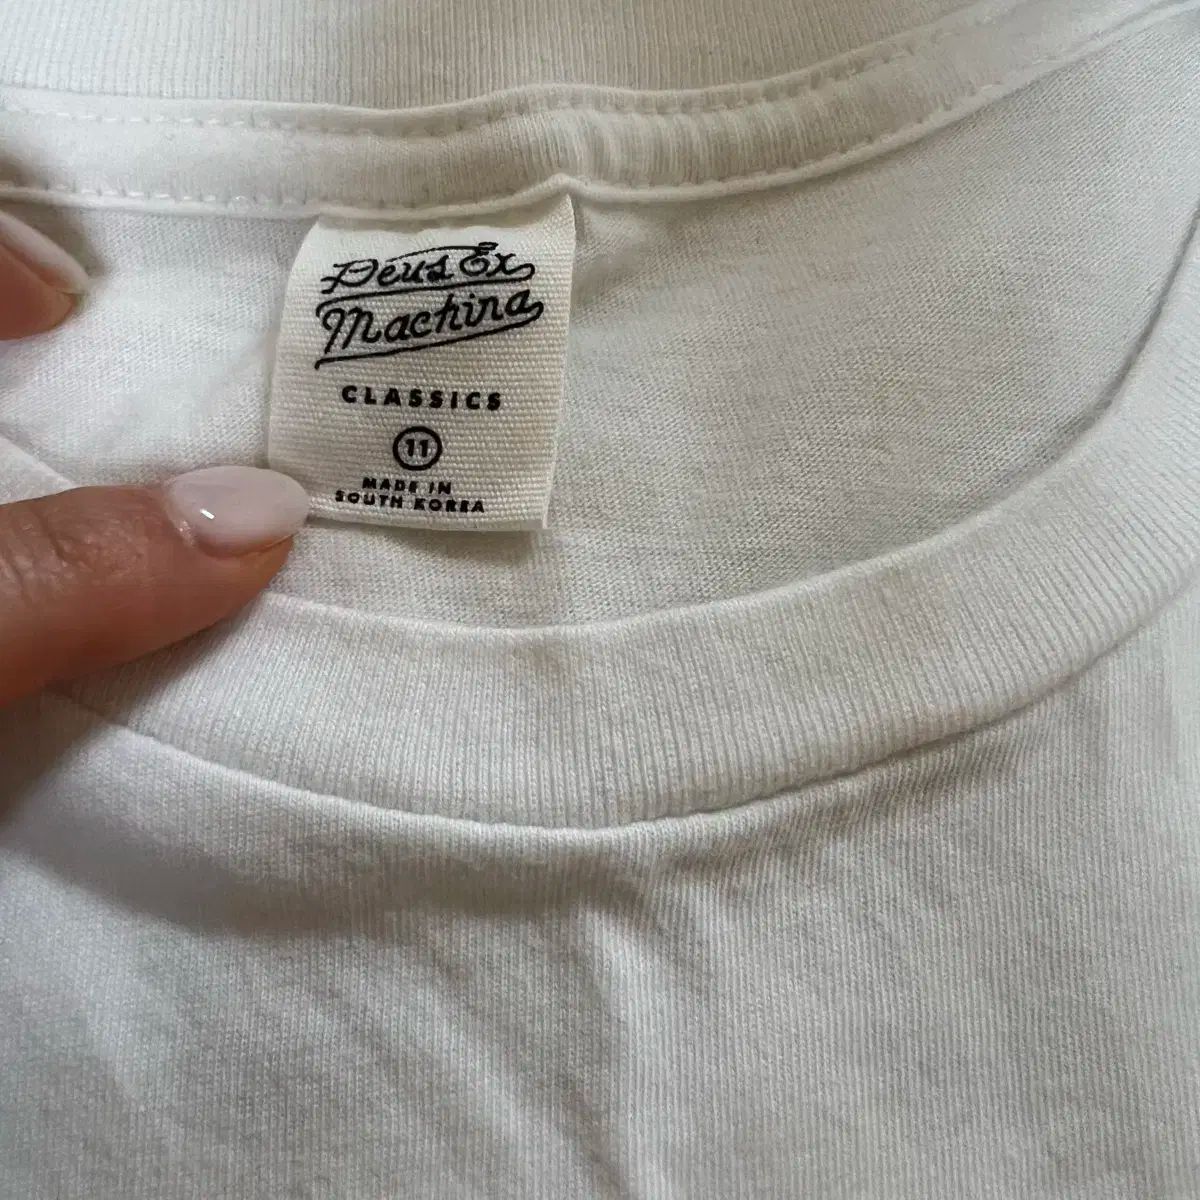 Deus Ex
Machina
CLASSICS
11
MADE IN
SOUTH KOREA